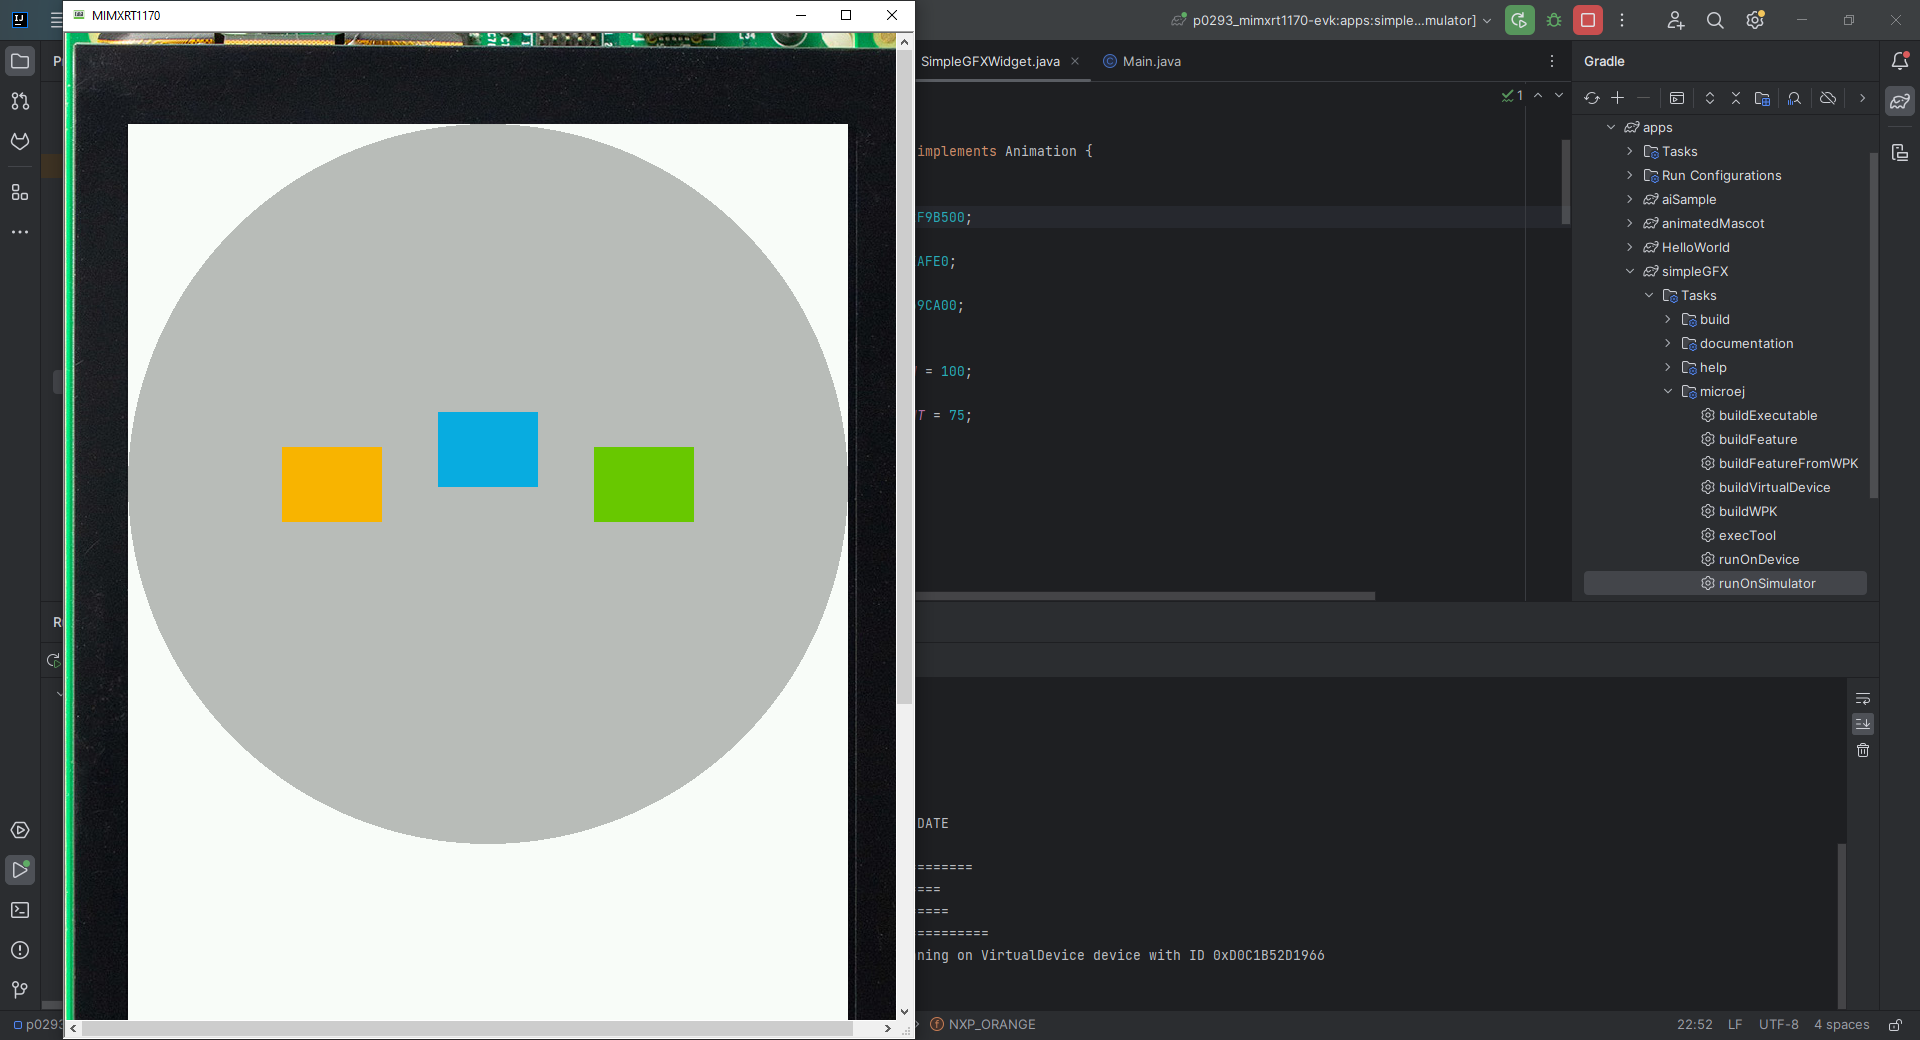 MIMXRT1170
p0293_mimxrt1170-evk:apps:simple...mulator]
SimpleGFXWidget.java
Main.java
Gradle
1
implements Animation {
F9B500;
AFE0;
9CA00;
= 100;
T = 75;
apps
Tasks
Run Configurations
aiSample
animatedMascot
HelloWorld
simpleGFX
Tasks
build
documentation
help
microej
buildExecutable
buildFeature
buildFeatureFromWPK
buildVirtualDevice
buildWPK
execTool
runOnDevice
runOnSimulator
DATE
=======
===
====
=========
ning on VirtualDevice device with ID 0xD0C1B52D1966
p0293
NXP_ORANGE
22:52
LF
UTF-8
4 spaces